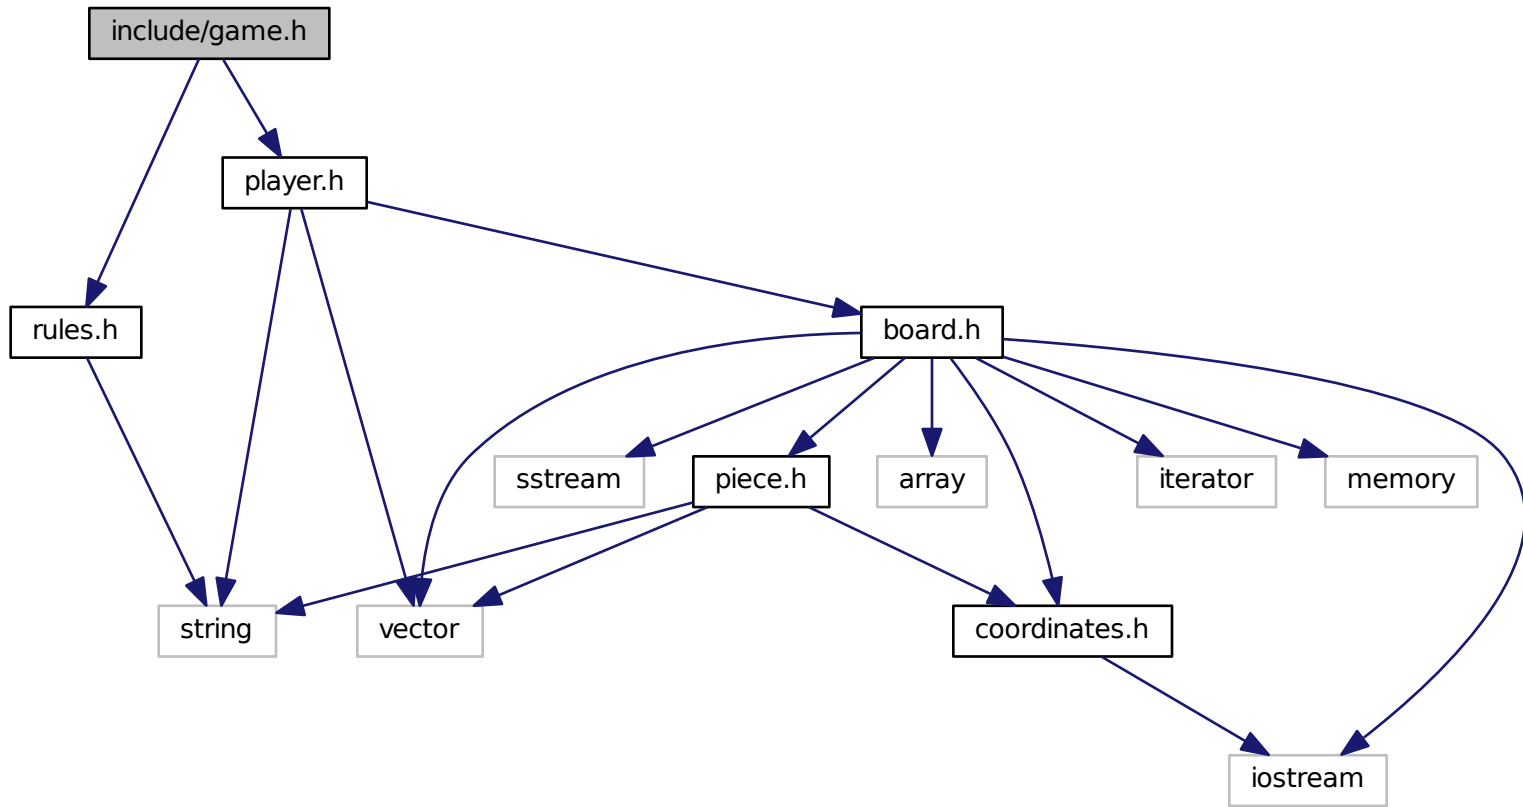 include/game.h
player.h
rules.h
board.h
sstream
piece.h
array
iterator
memory
string
vector
coordinates.h
iostream